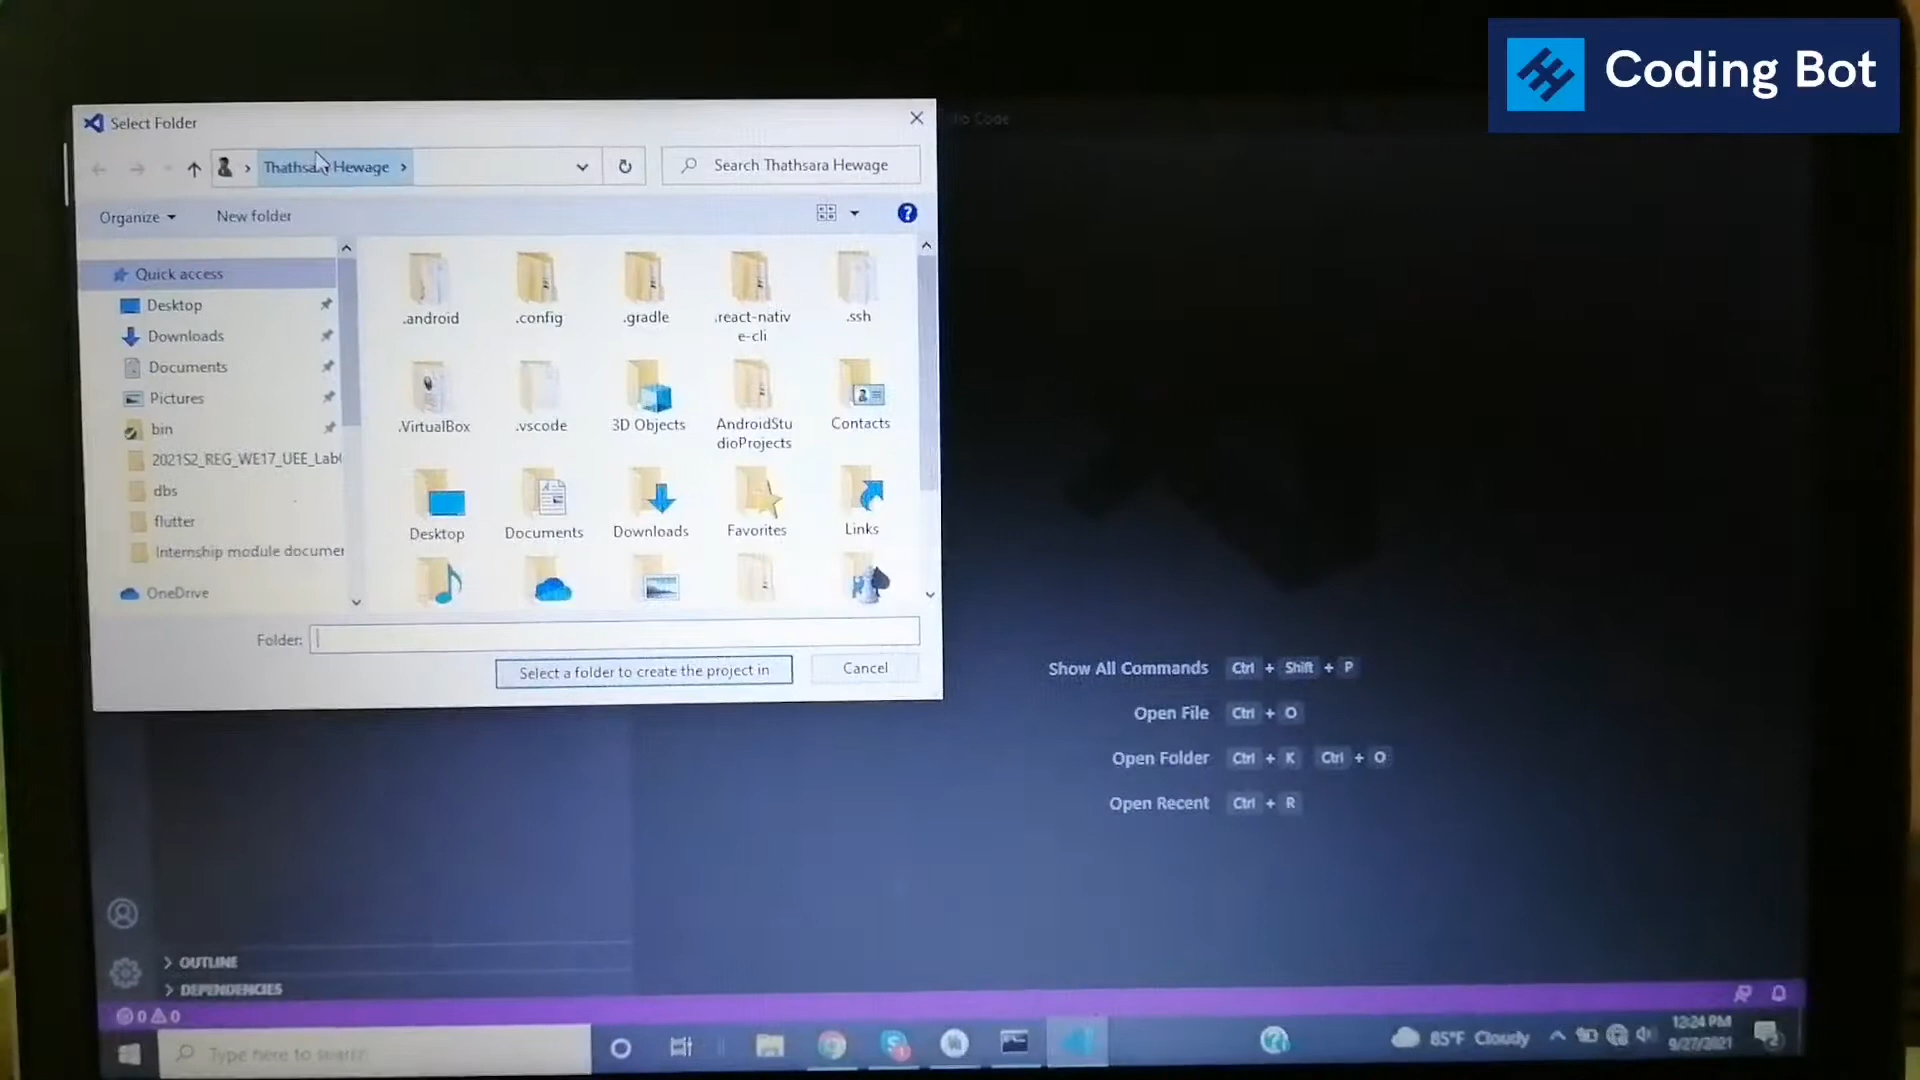 Coding Bot
Select Folder
Code
Thathsara Hewage
Search Thathsara Hewage
Organize
New folder
Quick access
Desktop
Downloads
Documents
Pictures
bin
2021S2_REG_WE17_UEE_Lab
dbs
flutter
Internship module documen
OneDrive
.android
.config
.gradle
.react-nativ
e-cli
.ssh
.VirtualBox
.vscode
3D Objects
AndroidStu
dioProjects
Contacts
Desktop
Documents
Downloads
Favorites
Links
Folder:
Select a folder to create the project in
Cancel
Show All Commands Ctrl + Shift + P
Open File Ctrl + O
Open Folder Ctrl + K Ctrl + O
Open Recent Ctrl + R
OUTLINE
DEPENDENCIES
0 0
Type here to search
85°F Cloudy
12:24 PM
9/27/2021
2